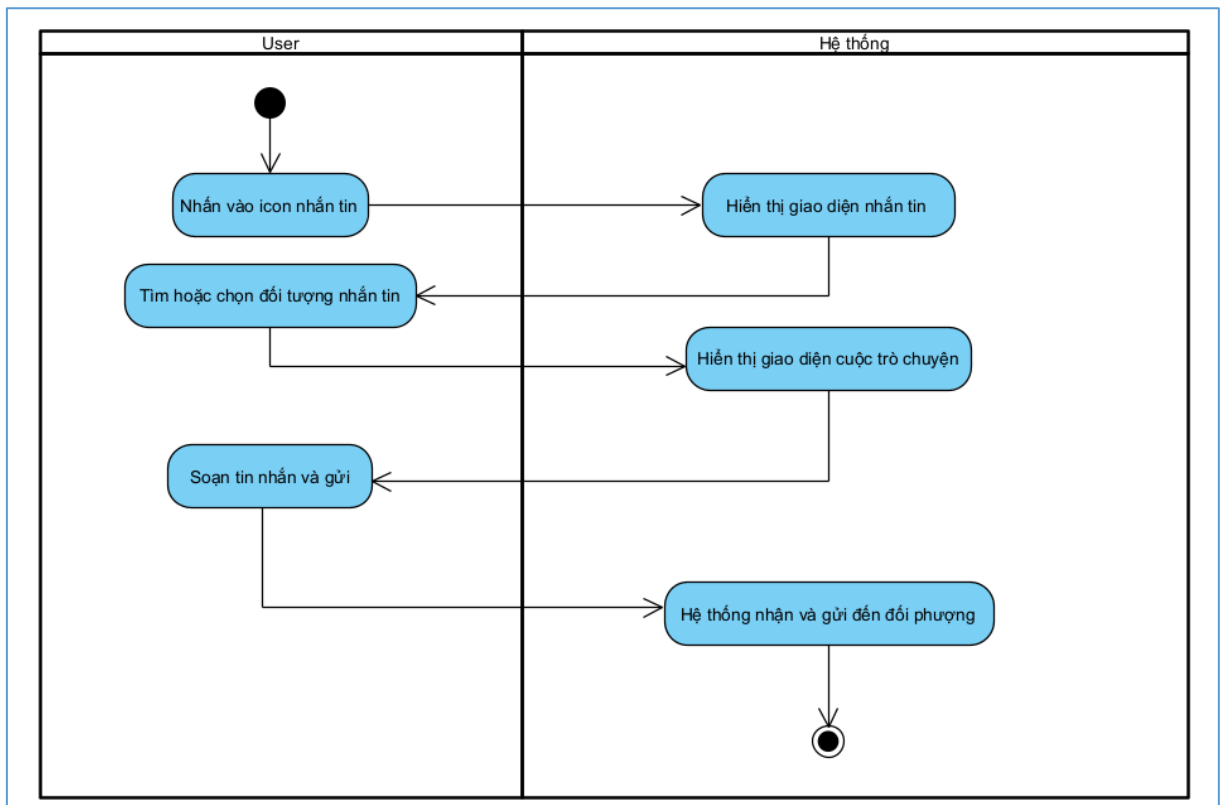 User
Hệ thống
Nhấn vào icon nhắn tin
Hiển thị giao diện nhắn tin
Tìm hoặc chọn đối tượng nhắn tin
Hiển thị giao diện cuộc trò chuyện
Soạn tin nhắn và gửi
Hệ thống nhận và gửi đến đối phượng